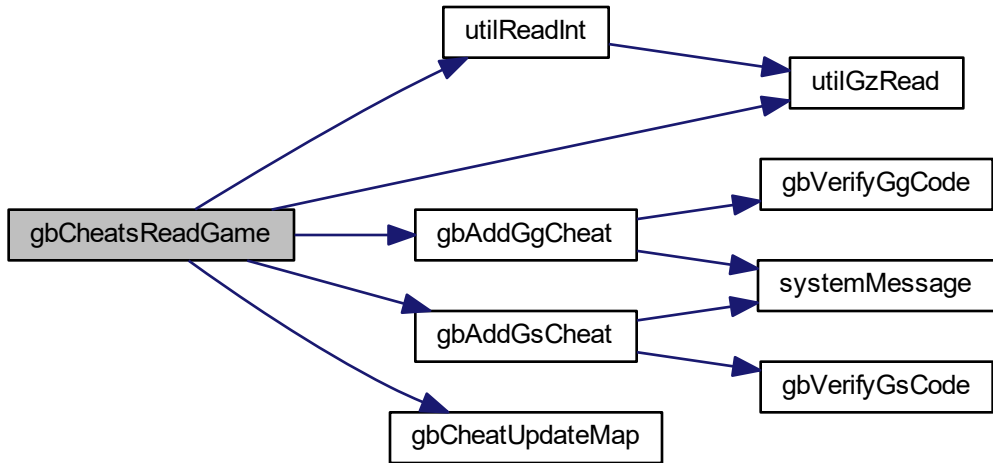 utilReadInt
utilGzRead
gbVerifyGgCode
gbCheatsReadGame
gbAddGgCheat
systemMessage
gbAddGsCheat
gbVerifyGsCode
gbCheatUpdateMap